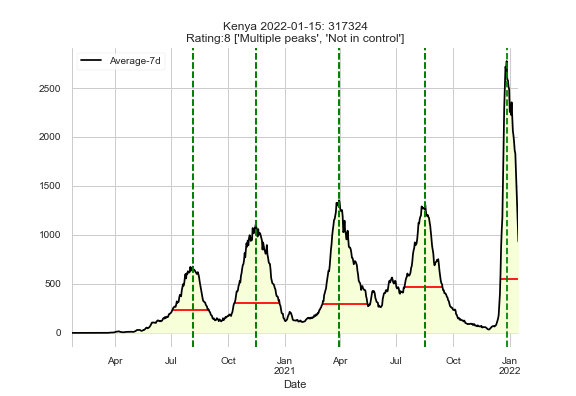 Kenya 2022-01-15: 317324
Rating:8 ['Multiple peaks', 'Not in control']
Average-7d
2500
2000
1500
1000
500
0
Apr Jul Oct Jan Apr Jul Oct Jan
2021 2022
Date